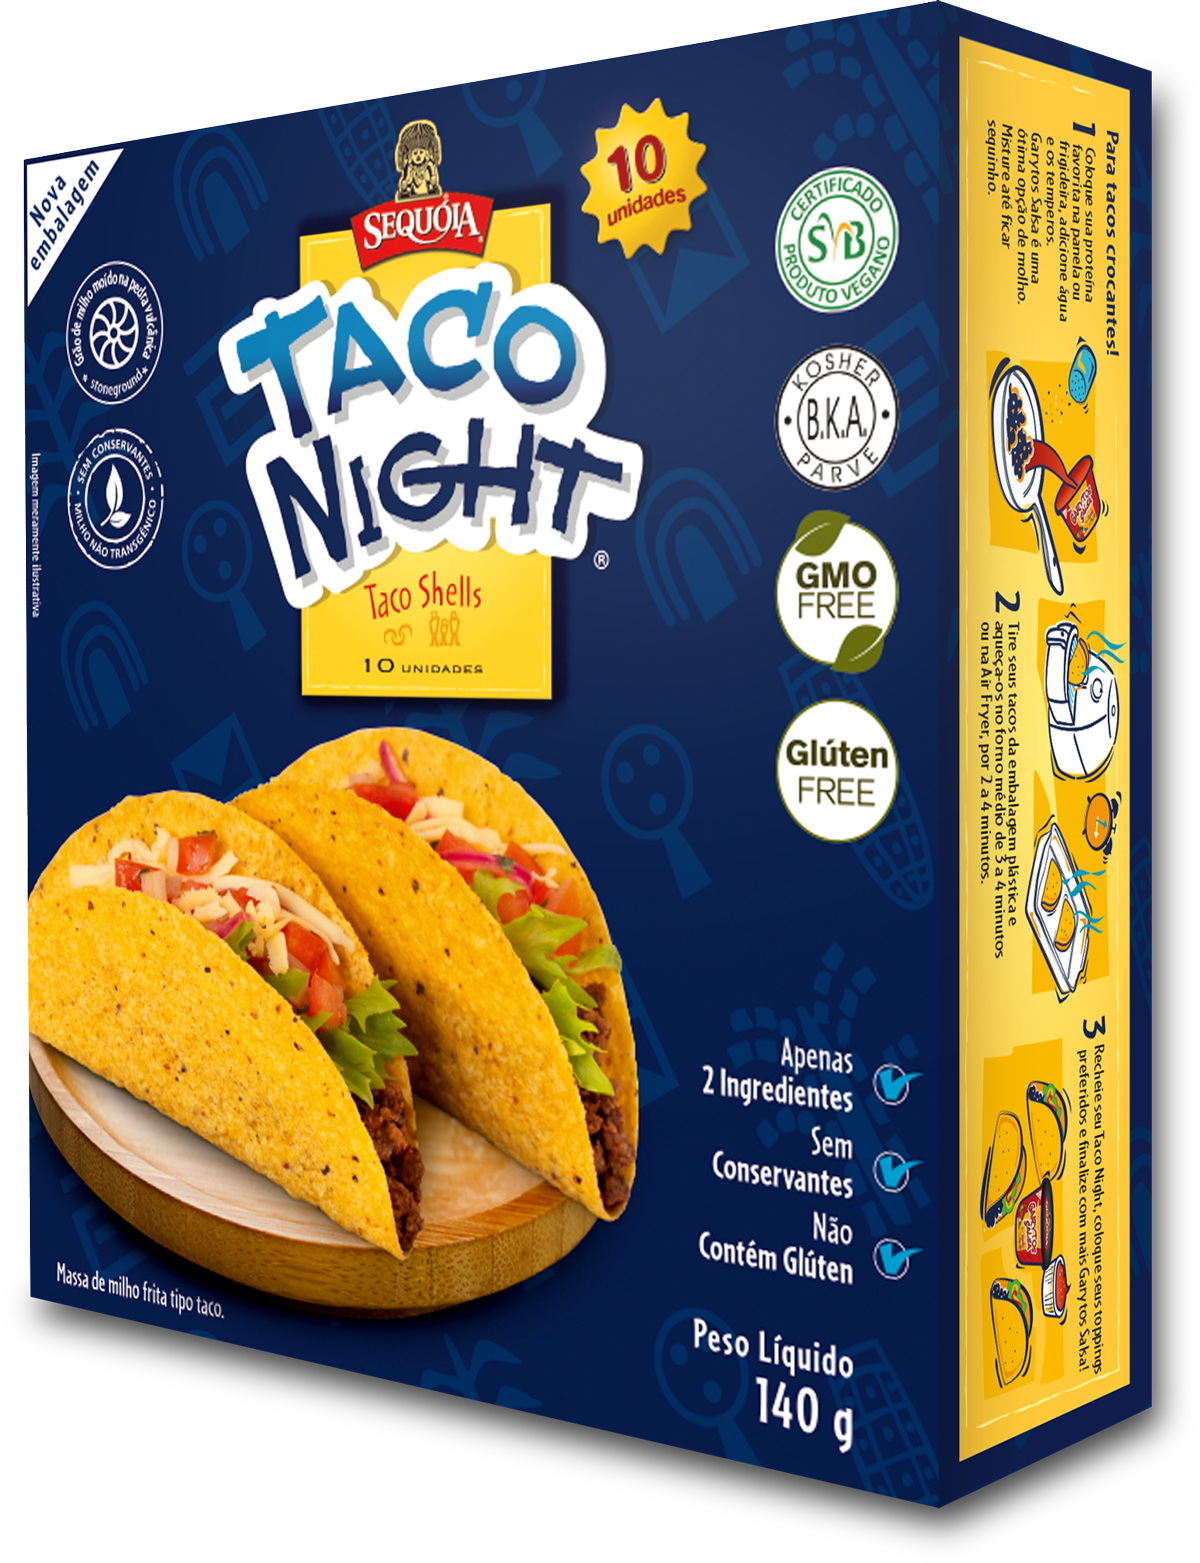 Nova
embalagem
Grão de milho moído na pedra vulcânica
stoneground
SEM CONSERVANTES
MILHO NÃO TRANSGÊNICO
Imagem meramente ilustrativa
SEQUÓIA
TACO
NIGHT
®
Taco Shells
10 UNIDADES
10
unidades
CERTIFICADO
SVB
PRODUTO VEGANO
KOSHER
B.K.A.
PARVE
GMO
FREE
Glúten
FREE
Apenas
2 Ingredientes
Sem
Conservantes
Não
Contém Glúten
Peso Líquido
140 g
Massa de milho frita tipo taco.
Para tacos crocantes!
1 Coloque sua proteína
favorita na panela ou
frigideira, adicione água
e os temperos.
Garytos Salsa é uma
ótima opção de molho.
Misture até ficar
sequinho.
GARYTOS
SALSA
2 Tire seus tacos da embalagem plástica e
aqueça-os no forno médio de 3 a 4 minutos
ou na Air Fryer, por 2 a 4 minutos.
3 Recheie seu Taco Night, coloque seus toppings
preferidos e finalize com mais Garytos Salsa!
GARYTOS
SALSA